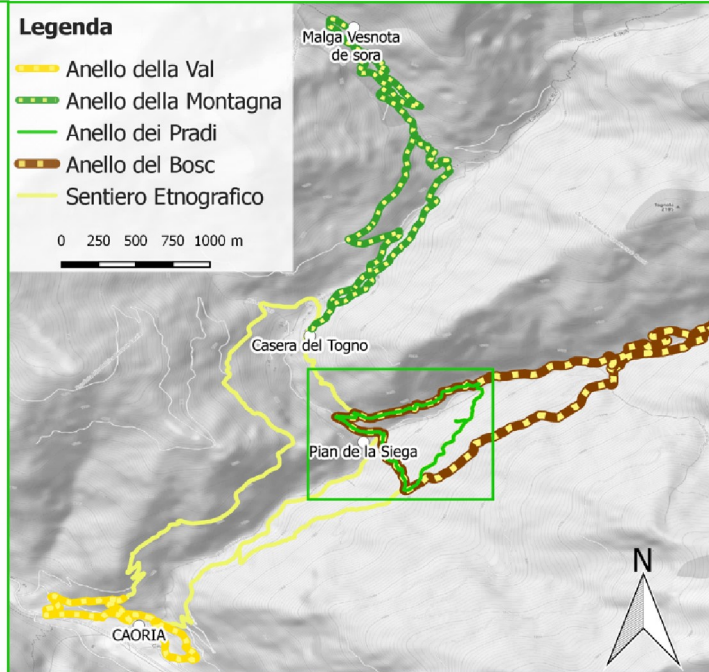 Legenda
Anello della Val
Anello della Montagna
Anello dei Pradi
Anello del Bosc
Sentiero Etnografico
0 250 500 750 1000 m
Malga Vesnota
de sora
Casera del Togno
Pian de la Siega
CAORIA
N